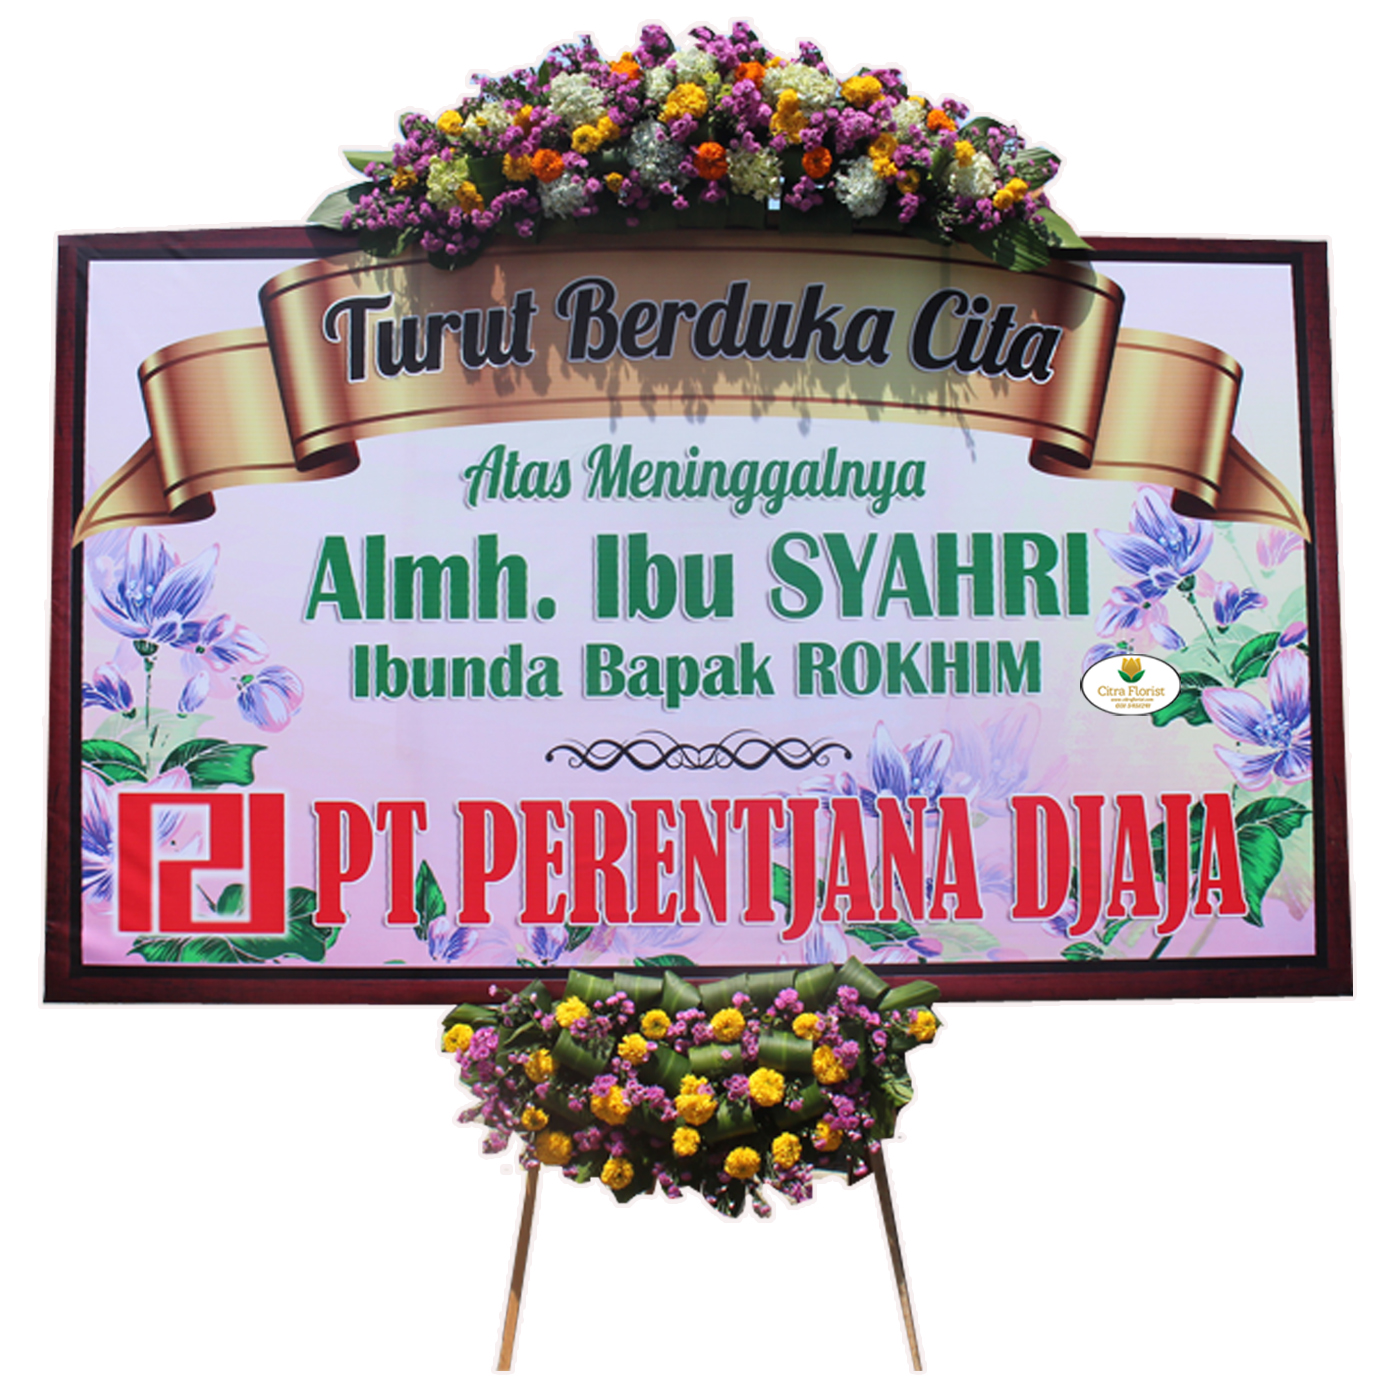 Turut Berduka Cita
Atas Meninggalnya
Almh. Ibu SYAHRI
Ibunda Bapak ROKHIM
Citra Florist
PT PERENTJANA DJAJA